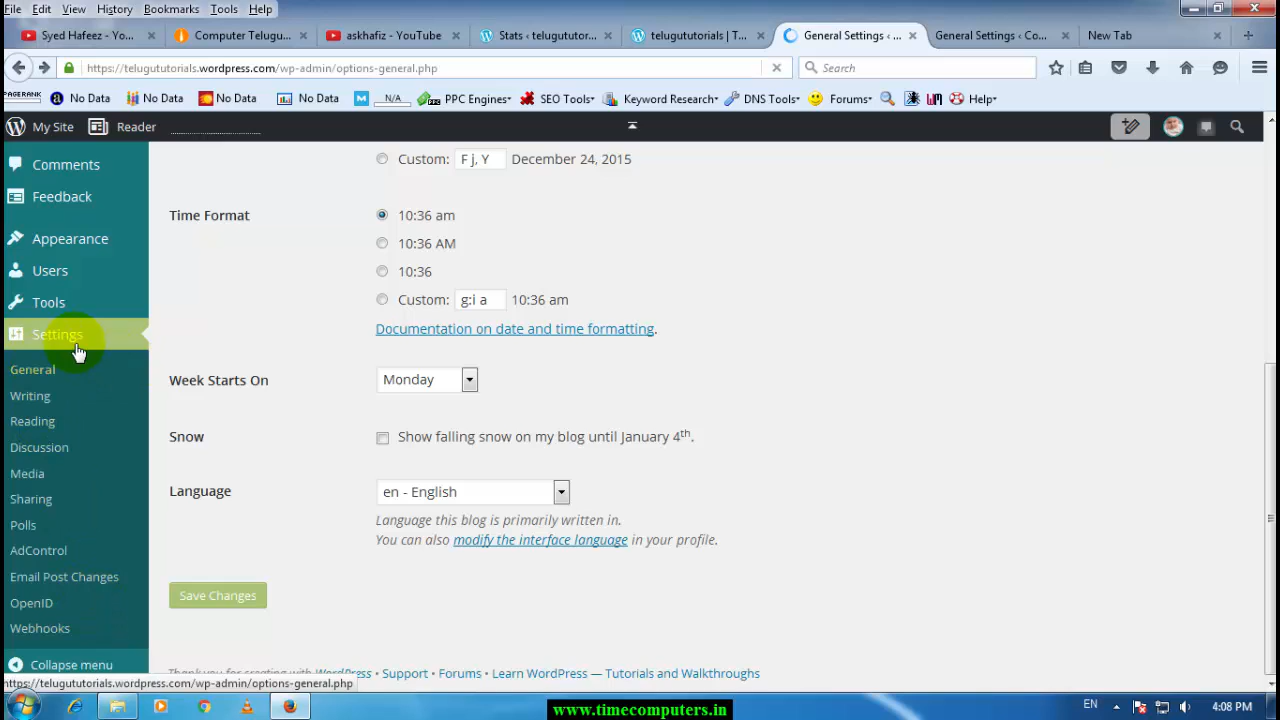 File Edit View History Bookmarks Tools Help
Syed Hafeez - Yo... × Computer Telugu... × askhafiz - YouTube × Stats ‹ telugututor... × telugututorials | T... × General Settings ‹ ... × General Settings ‹ Co... × New Tab ×
https://telugututorials.wordpress.com/wp-admin/options-general.php Search
PAGERANK No Data No Data No Data No Data N/A PPC Engines SEO Tools Keyword Research DNS Tools Forums Help
My Site Reader
Comments
Feedback
Appearance
Users
Tools
Settings
General
Writing
Reading
Discussion
Media
Sharing
Polls
AdControl
Email Post Changes
OpenID
Webhooks
Collapse menu
Custom: F j, Y December 24, 2015
Time Format 10:36 am
10:36 AM
10:36
Custom: g:i a 10:36 am
Documentation on date and time formatting.
Week Starts On Monday
Snow Show falling snow on my blog until January 4th.
Language en - English
Language this blog is primarily written in.
You can also modify the interface language in your profile.
Save Changes
Thank you for creating with WordPress • Support • Forums • Learn WordPress — Tutorials and Walkthroughs
https://telugututorials.wordpress.com/wp-admin/options-general.php
www.timecomputers.in
EN 4:08 PM